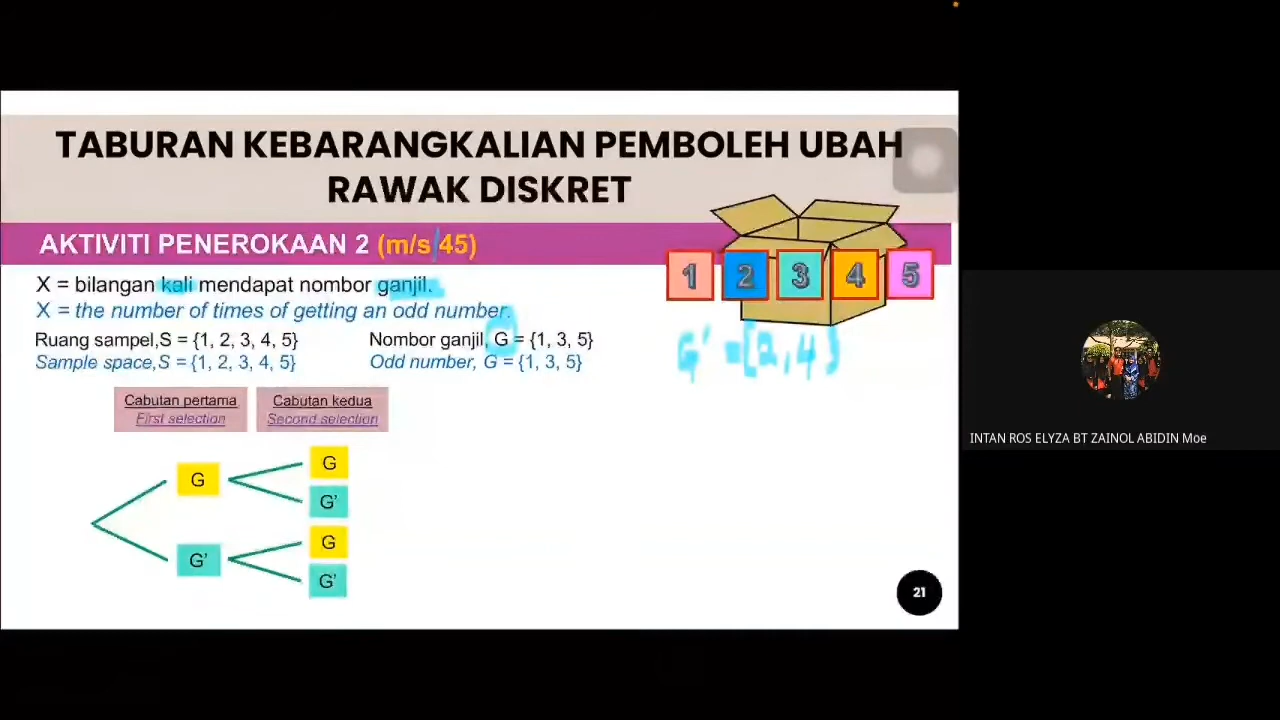 TABURAN KEBARANGKALIAN PEMBOLEH UBAH
RAWAK DISKRET
AKTIVITI PENEROKAAN 2 (m/s 45)
1 2 3 4 5
X = bilangan kali mendapat nombor ganjil.
X = the number of times of getting an odd number.
Ruang sampel,S = {1, 2, 3, 4, 5}
Sample space,S = {1, 2, 3, 4, 5}
Nombor ganjil, G = {1, 3, 5}
Odd number, G = {1, 3, 5}
G' = {2, 4}
Cabutan pertama
First selection
Cabutan kedua
Second selection
G
G
G'
G'
G
G'
21
INTAN ROS ELYZA BT ZAINOL ABIDIN Moe